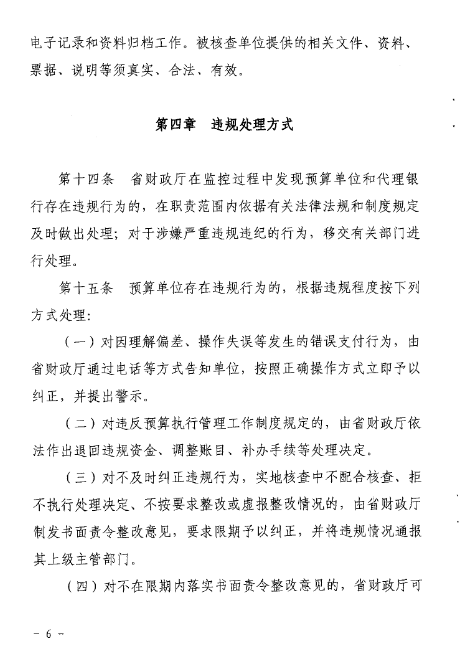 电子记录和资料归档工作。被核查单位提供的相关文件、资料、
票据、说明等须真实、合法、有效。
第四章　违规处理方式
第十四条　省财政厅在监控过程中发现预算单位和代理银
行存在违规行为的，在职责范围内依据有关法律法规和制度规定
及时做出处理；对于涉嫌严重违规违纪的行为，移交有关部门进
行处理。
第十五条　预算单位存在违规行为的，根据违规程度按下列
方式处理：
（一）对因理解偏差、操作失误等发生的错误支付行为，由
省财政厅通过电话等方式告知单位，按照正确操作方式立即予以
纠正，并提出警示。
（二）对违反预算执行管理工作制度规定的，由省财政厅依
法作出退回违规资金、调整账目、补办手续等处理决定。
（三）对不及时纠正违规行为，实地核查中不配合核查、拒
不执行处理决定、不按要求整改或虚报整改情况的，由省财政厅
制发书面责令整改意见，要求限期予以纠正，并将违规情况通报
其上级主管部门。
（四）对不在限期内落实书面责令整改意见的，省财政厅可
- 6 -